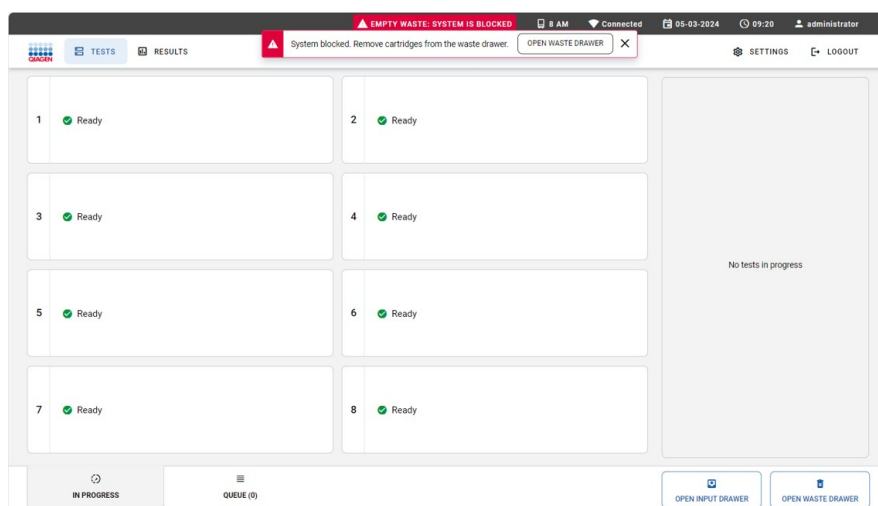 EMPTY WASTE: SYSTEM IS BLOCKED 8 AM Connected 05-03-2024 09:20 administrator
QIAGEN TESTS RESULTS System blocked. Remove cartridges from the waste drawer. OPEN WASTE DRAWER SETTINGS LOGOUT
1 Ready 2 Ready
3 Ready 4 Ready
No tests in progress
5 Ready 6 Ready
7 Ready 8 Ready
IN PROGRESS QUEUE (0) OPEN INPUT DRAWER OPEN WASTE DRAWER